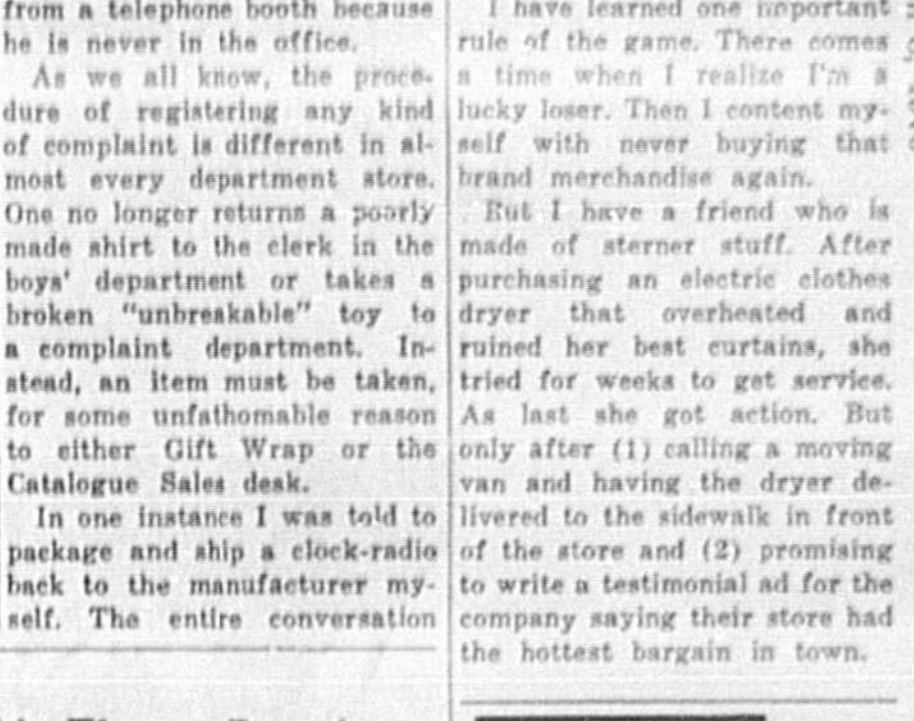 from a telephone booth because
he is never in the office.
As we all know, the proce-
dure of registering any kind
of complaint is different in al-
most every department store.
One no longer returns a poorly
made shirt to the clerk in the
boys' department or takes a
broken "unbreakable" toy to
a complaint department. In-
stead, an item must be taken,
for some unfathomable reason
to either Gift Wrap or the
Catalogue Sales desk.
In one instance I was told to
package and ship a clock-radio
back to the manufacturer my-
self. The entire conversation
I have learned one important
rule of the game. There comes
a time when I realize I'm a
lucky loser. Then I content my-
self with never buying that
brand merchandise again.
But I have a friend who is
made of sterner stuff. After
purchasing an electric clothes
dryer that overheated and
ruined her best curtains, she
tried for weeks to get service.
As last she got action. But
only after (1) calling a moving
van and having the dryer de-
livered to the sidewalk in front
of the store and (2) promising
to write a testimonial ad for the
company saying their store had
the hottest bargain in town.